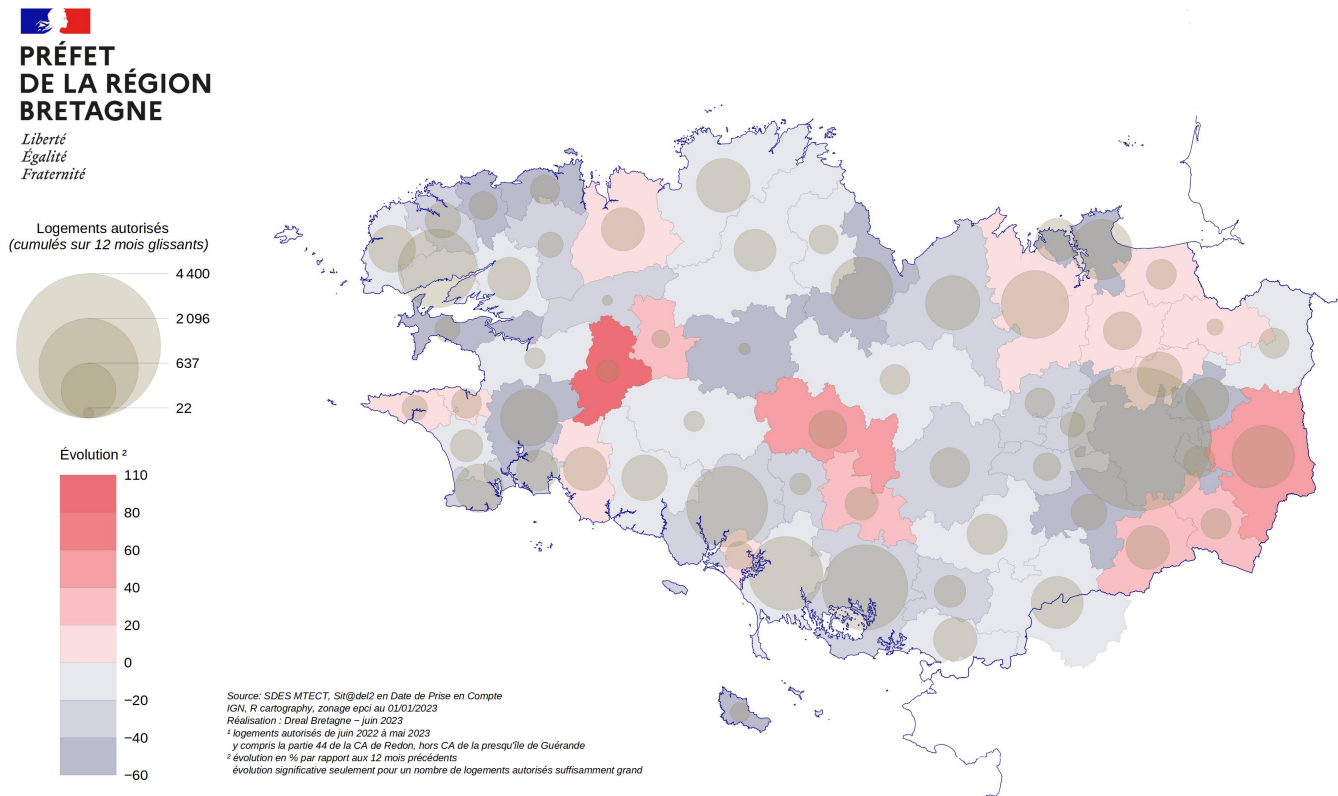 PRÉFET
DE LA RÉGION
BRETAGNE
Liberté
Égalité
Fraternité
Logements autorisés
(cumulés sur 12 mois glissants)
4 400
2 096
637
22
Évolution ²
110
80
60
40
20
0
−20
−40
−60
Source: SDES MTECT, Sit@del2 en Date de Prise en Compte
IGN, R cartography, zonage epci au 01/01/2023
Réalisation : Dreal Bretagne − juin 2023
¹ logements autorisés de juin 2022 à mai 2023
y compris la partie 44 de la CA de Redon, hors CA de la presqu'île de Guérande
² évolution en % par rapport aux 12 mois précédents
évolution significative seulement pour un nombre de logements autorisés suffisamment grand